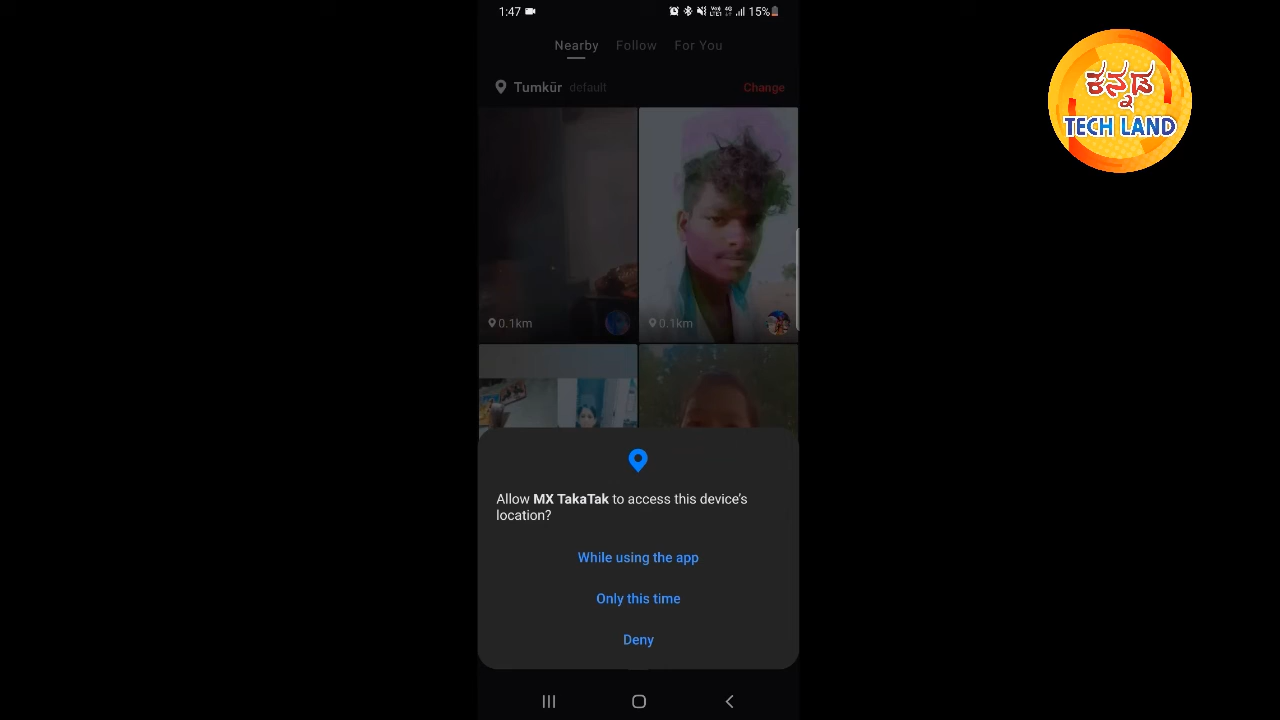 1:47
15%
Nearby Follow For You
Tumkūr default
Change
0.1km
0.1km
Allow MX TakaTak to access this device's
location?
While using the app
Only this time
Deny
ಕನ್ನಡ
TECH LAND